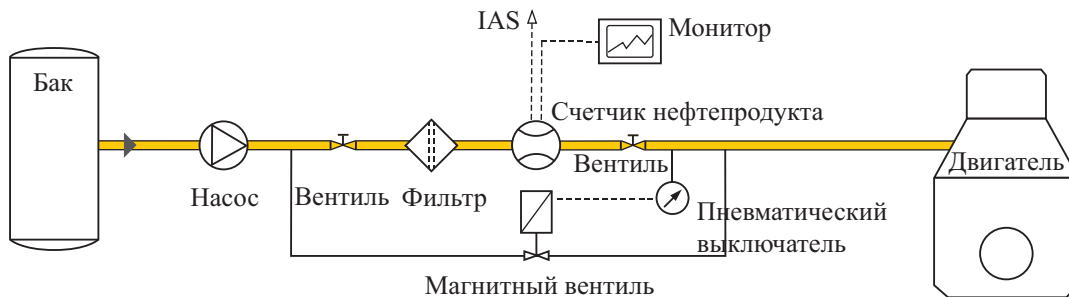 IAS
Монитор
Бак
Счетчик нефтепродукта
Насос
Вентиль
Фильтр
Вентиль
Двигатель
Пневматический
выключатель
Магнитный вентиль